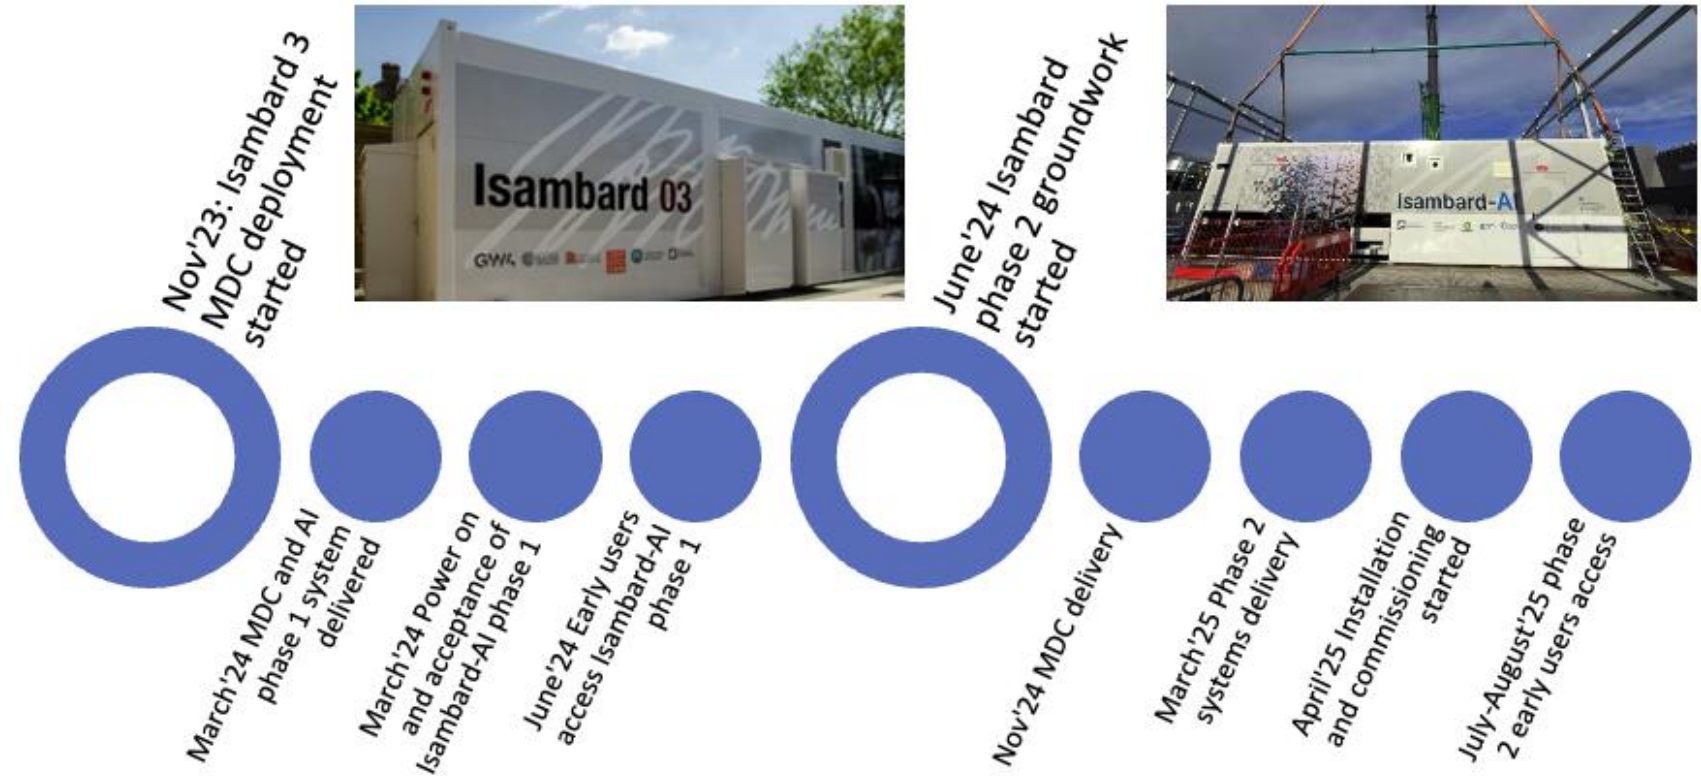 Nov'23: Isambard 3
MDC deployment
started
Isambard 03
GW4
June'24 Isambard
phase 2 groundwork
started
Isambard-AI
March'24 MDC and AI
phase 1 system
delivered
March'24 Power on
and acceptance of
Isambard-AI phase 1
June'24 Early users
access Isambard-AI
phase 1
Nov'24 MDC delivery
March'25 Phase 2
systems delivery
April'25 Installation
and commissioning
started
July-August'25 phase
2 early users access